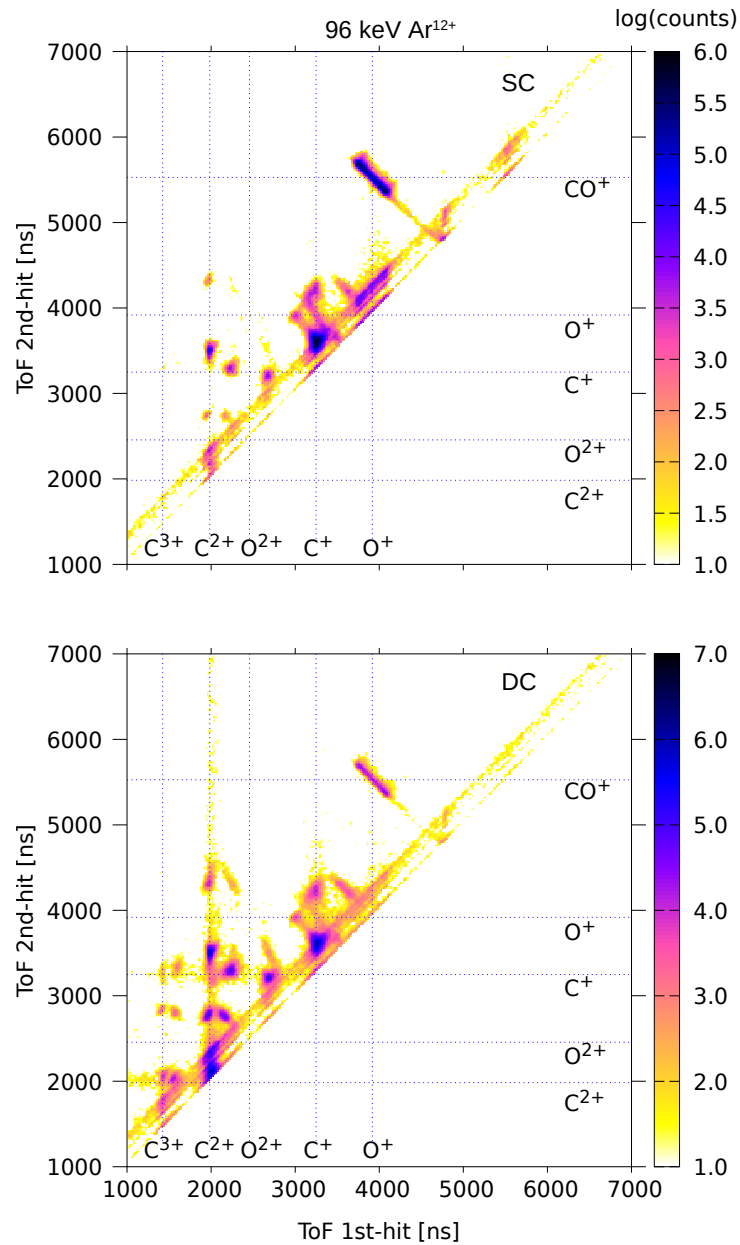 96 keV Ar¹²⁺
log(counts)
SC
7000
6000
5000
4000
3000
2000
1000
ToF 2nd-hit [ns]
CO⁺
O⁺
C⁺
O²⁺
C²⁺
C³⁺ C²⁺ O²⁺ C⁺ O⁺
6.0
5.5
5.0
4.5
4.0
3.5
3.0
2.5
2.0
1.5
1.0
DC
7000
6000
5000
4000
3000
2000
1000
ToF 2nd-hit [ns]
CO⁺
O⁺
C⁺
O²⁺
C²⁺
C³⁺ C²⁺ O²⁺ C⁺ O⁺
7.0
6.0
5.0
4.0
3.0
2.0
1.0
1000 2000 3000 4000 5000 6000 7000
ToF 1st-hit [ns]